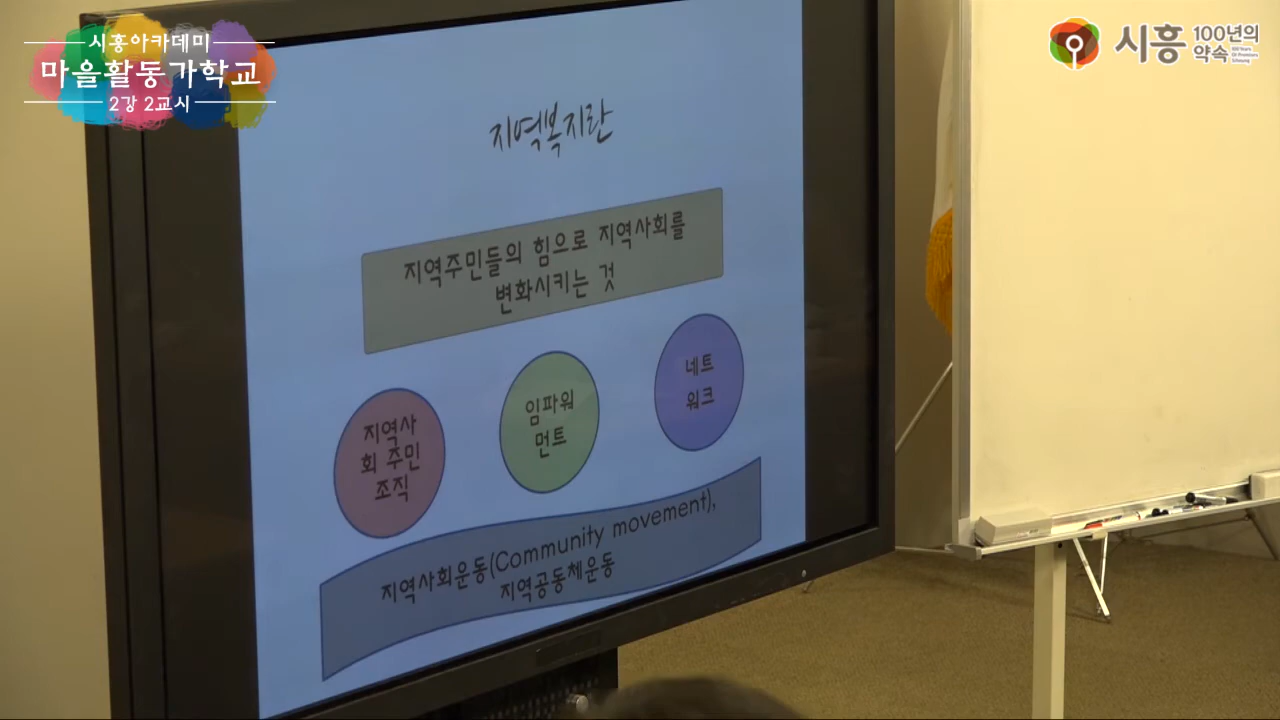 시흥아카데미
마을활동가학교
2강 2교시
시흥 100년의
약속
지역복지란
지역주민들의 힘으로 지역사회를
변화시키는 것
지역사
회 주민
조직
임파워
먼트
네트
워크
지역사회운동(Community movement),
지역공동체운동